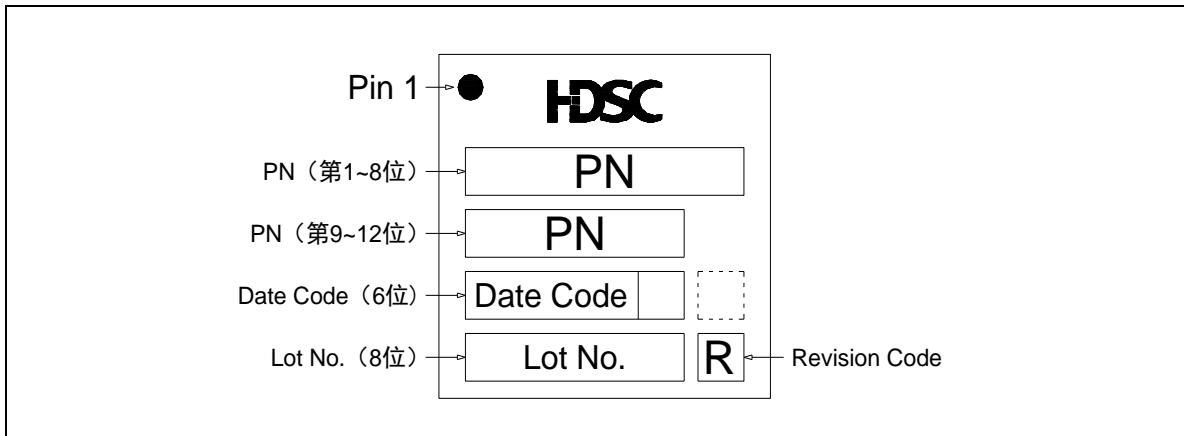 Pin 1
HDSC
PN（第1~8位）
PN
PN（第9~12位）
PN
Date Code（6位）
Date Code
Lot No.（8位）
Lot No.
R
Revision Code